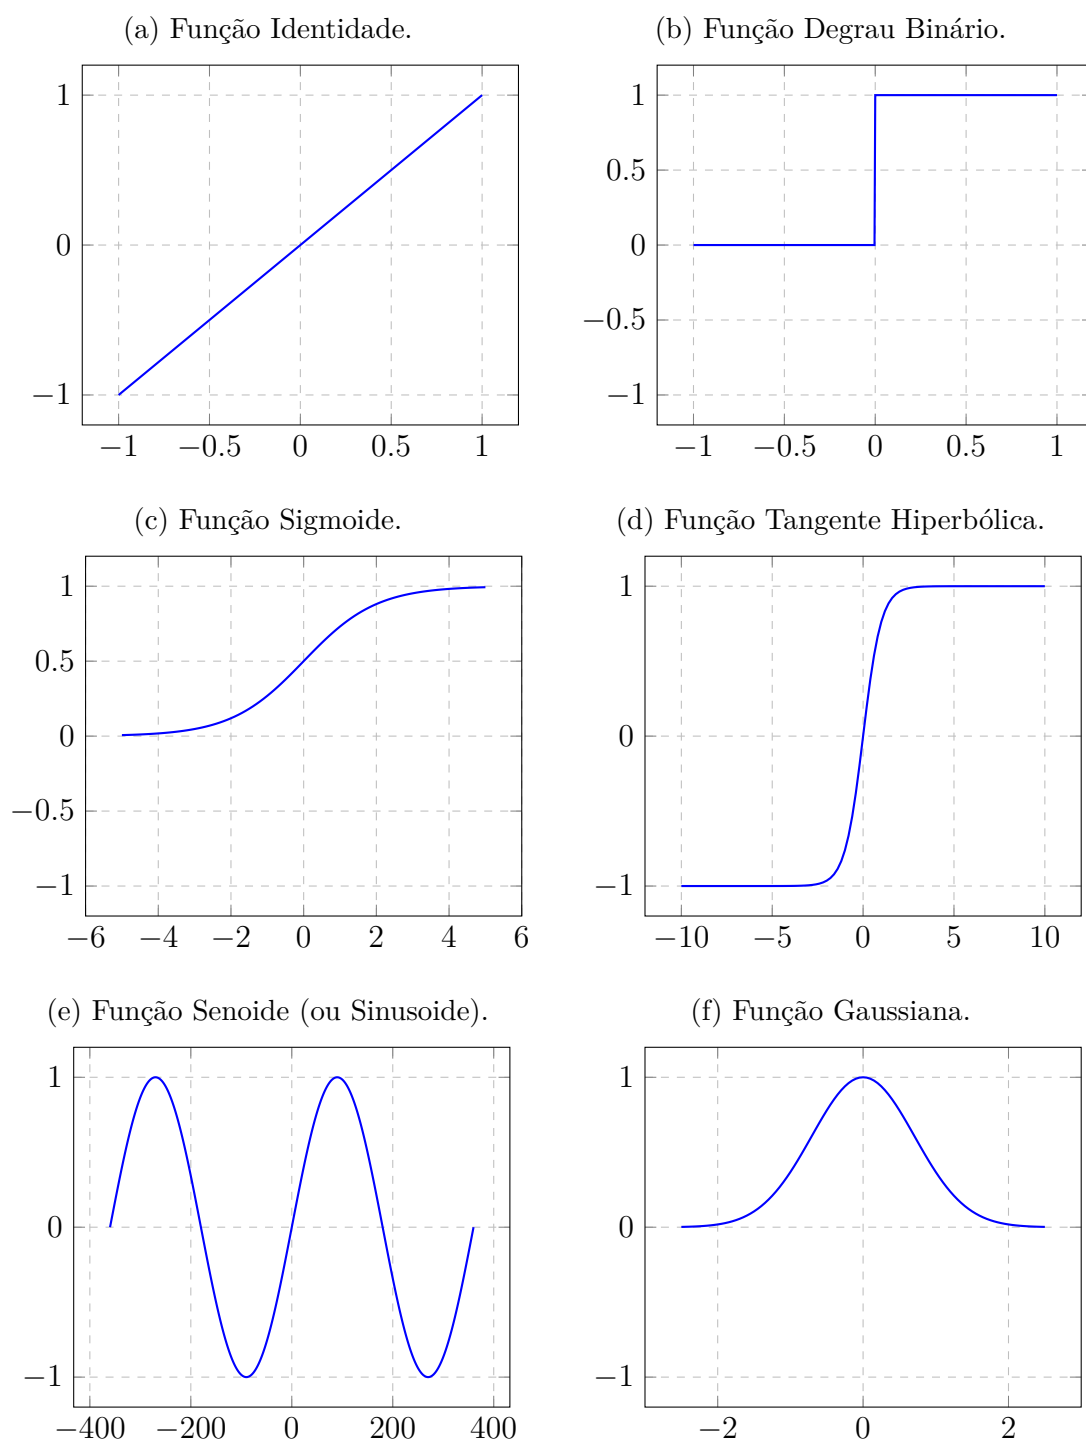 (a) Função Identidade.
1
0
−1
−1 −0.5 0 0.5 1
(b) Função Degrau Binário.
1
0.5
0
−0.5
−1
−1 −0.5 0 0.5 1
(c) Função Sigmoide.
1
0.5
0
−0.5
−1
−6 −4 −2 0 2 4 6
(d) Função Tangente Hiperbólica.
1
0
−1
−10 −5 0 5 10
(e) Função Senoide (ou Sinusoide).
1
0
−1
−400 −200 0 200 400
(f) Função Gaussiana.
1
0
−1
−2 0 2